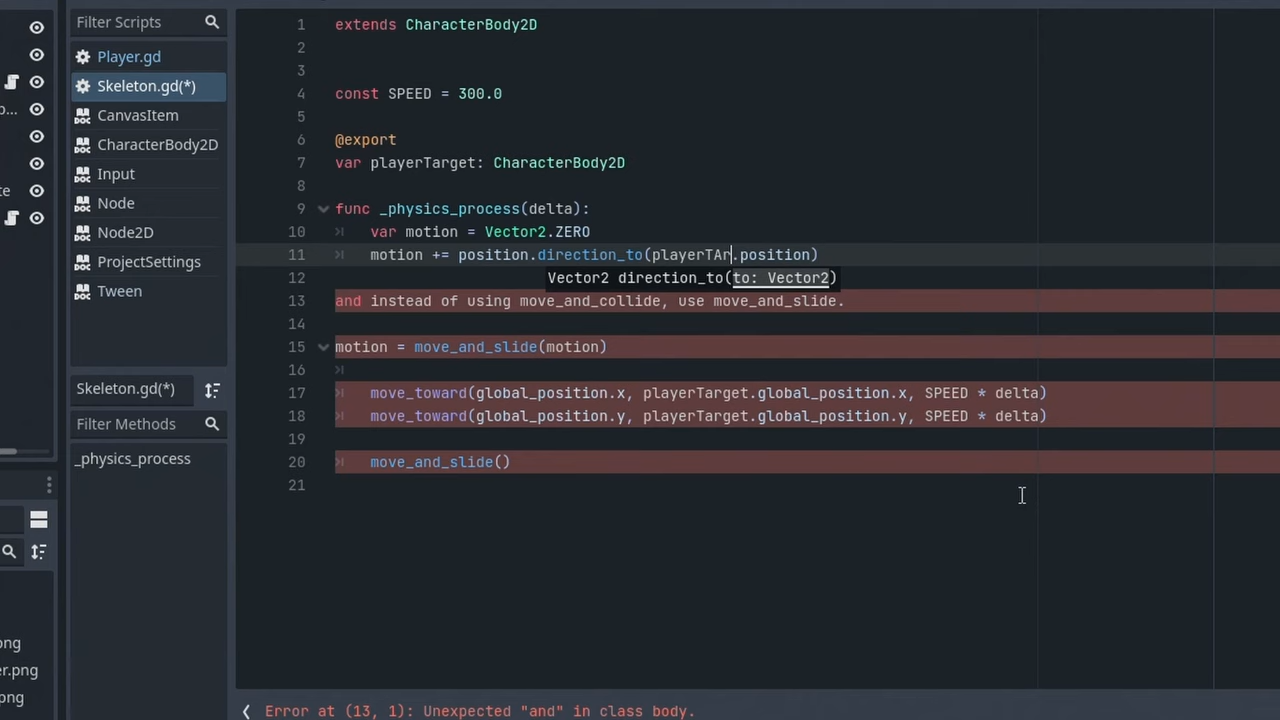 Filter Scripts
Player.gd
Skeleton.gd(*)
CanvasItem
CharacterBody2D
Input
Node
Node2D
ProjectSettings
Tween
Skeleton.gd(*)
Filter Methods
_physics_process
p...
te
ong
er.png
png
1 extends CharacterBody2D
2
3
4 const SPEED = 300.0
5
6 @export
7 var playerTarget: CharacterBody2D
8
9 func _physics_process(delta):
10 var motion = Vector2.ZERO
11 motion += position.direction_to(playerTAr.position)
Vector2 direction_to(to: Vector2)
12
13 and instead of using move_and_collide, use move_and_slide.
14
15 motion = move_and_slide(motion)
16
17 move_toward(global_position.x, playerTarget.global_position.x, SPEED * delta)
18 move_toward(global_position.y, playerTarget.global_position.y, SPEED * delta)
19
20 move_and_slide()
21
Error at (13, 1): Unexpected "and" in class body.